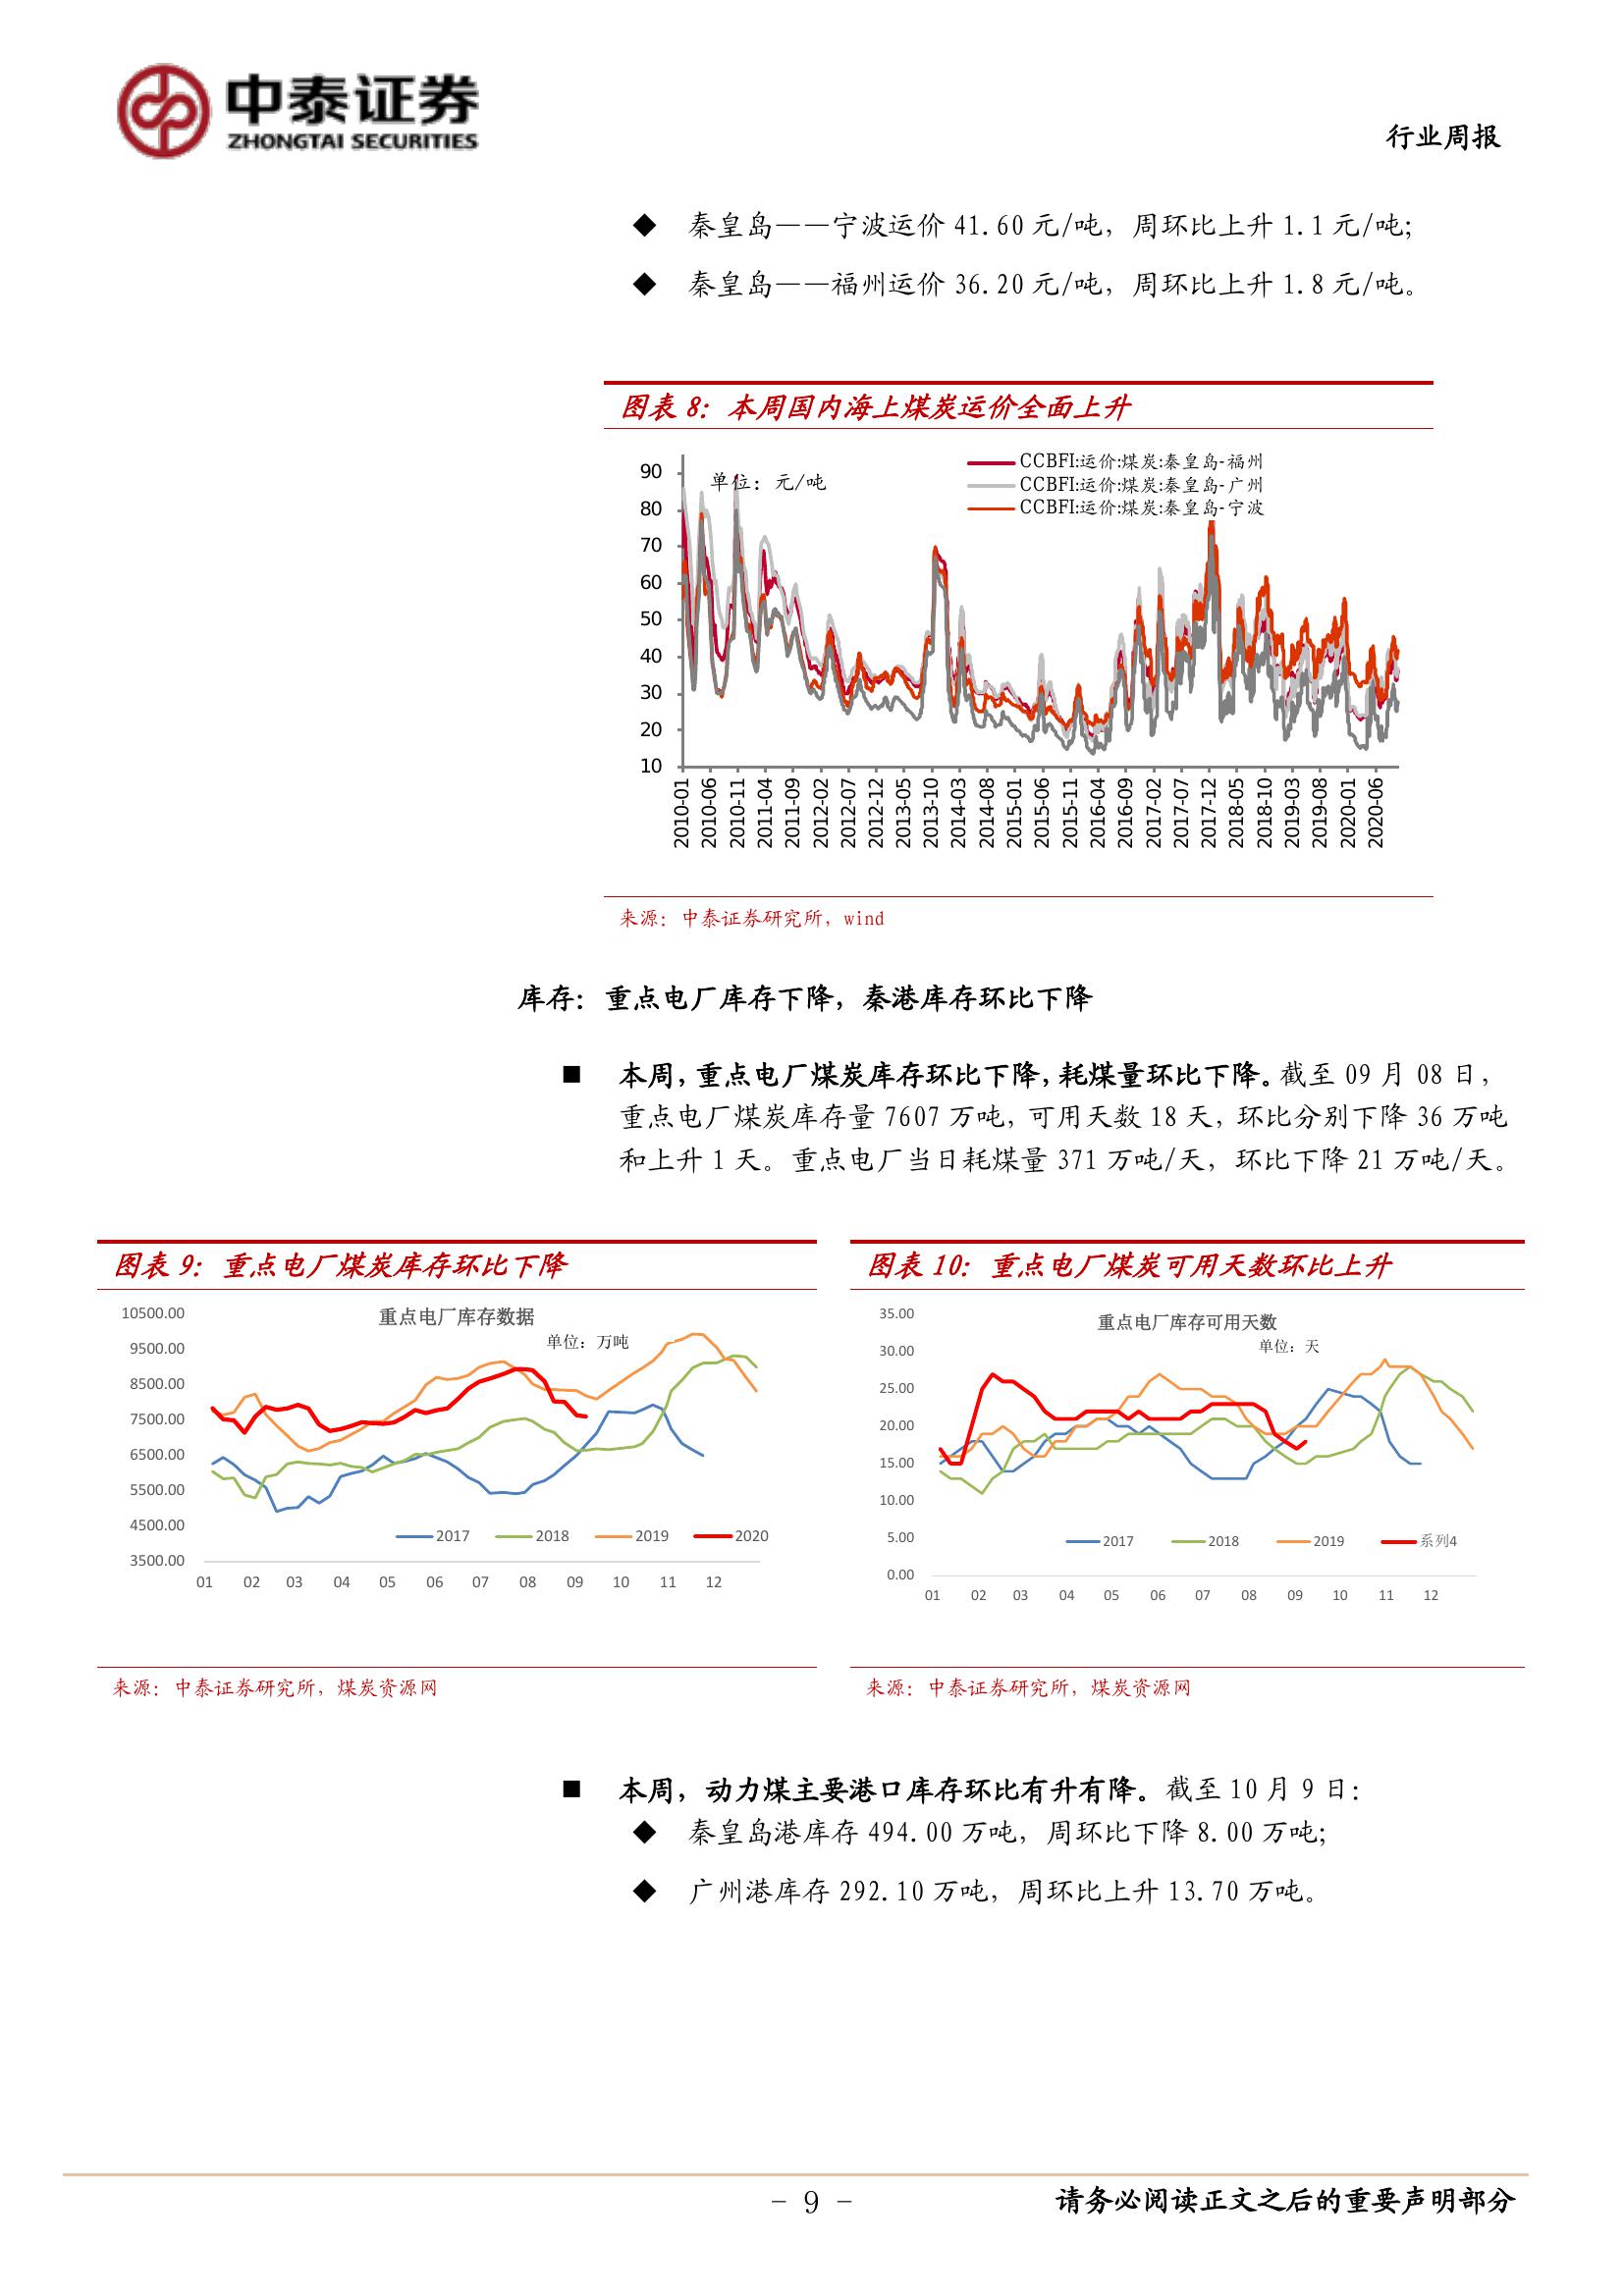 中泰证券
ZHONGTAI SECURITIES
行业周报
◆ 秦皇岛——宁波运价 41.60 元/吨，周环比上升 1.1 元/吨；
◆ 秦皇岛——福州运价 36.20 元/吨，周环比上升 1.8 元/吨。
图表 8：本周国内海上煤炭运价全面上升
单位：元/吨
CCBFI:运价:煤炭:秦皇岛-福州
CCBFI:运价:煤炭:秦皇岛-广州
CCBFI:运价:煤炭:秦皇岛-宁波
90
80
70
60
50
40
30
20
10
2010-01 2010-06 2010-11 2011-04 2011-09 2012-02 2012-07 2012-12 2013-05 2013-10 2014-03 2014-08 2015-01 2015-06 2015-11 2016-04 2016-09 2017-02 2017-07 2017-12 2018-05 2018-10 2019-03 2019-08 2020-01 2020-06
来源：中泰证券研究所，wind
库存：重点电厂库存下降，秦港库存环比下降
■ 本周，重点电厂煤炭库存环比下降，耗煤量环比下降。截至 09 月 08 日，
重点电厂煤炭库存量 7607 万吨，可用天数 18 天，环比分别下降 36 万吨
和上升 1 天。重点电厂当日耗煤量 371 万吨/天，环比下降 21 万吨/天。
图表 9：重点电厂煤炭库存环比下降
重点电厂库存数据
单位：万吨
10500.00
9500.00
8500.00
7500.00
6500.00
5500.00
4500.00
3500.00
2017 2018 2019 2020
01 02 03 04 05 06 07 08 09 10 11 12
来源：中泰证券研究所，煤炭资源网
图表 10：重点电厂煤炭可用天数环比上升
重点电厂库存可用天数
单位：天
35.00
30.00
25.00
20.00
15.00
10.00
5.00
0.00
2017 2018 2019 系列4
01 02 03 04 05 06 07 08 09 10 11 12
来源：中泰证券研究所，煤炭资源网
■ 本周，动力煤主要港口库存环比有升有降。截至 10 月 9 日：
◆ 秦皇岛港库存 494.00 万吨，周环比下降 8.00 万吨；
◆ 广州港库存 292.10 万吨，周环比上升 13.70 万吨。
- 9 -
请务必阅读正文之后的重要声明部分